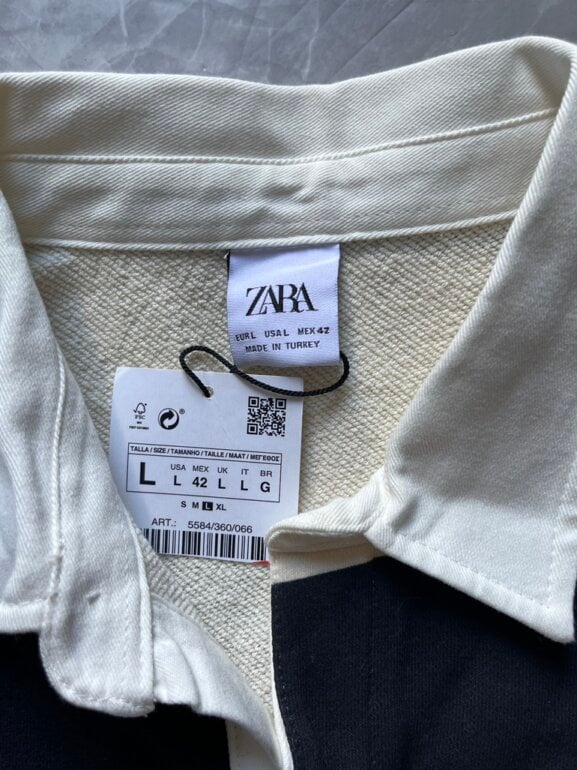 ZARA
EUR L USA L MEX 42
MADE IN TURKEY
FSC
TALLA / SIZE / TAMANHO / TAILLE / MAAT / ΜΕΓΕΘΟΣ
L
USA MEX UK IT BR
L 42 L L G
S M L XL
ART.: 5584/360/066